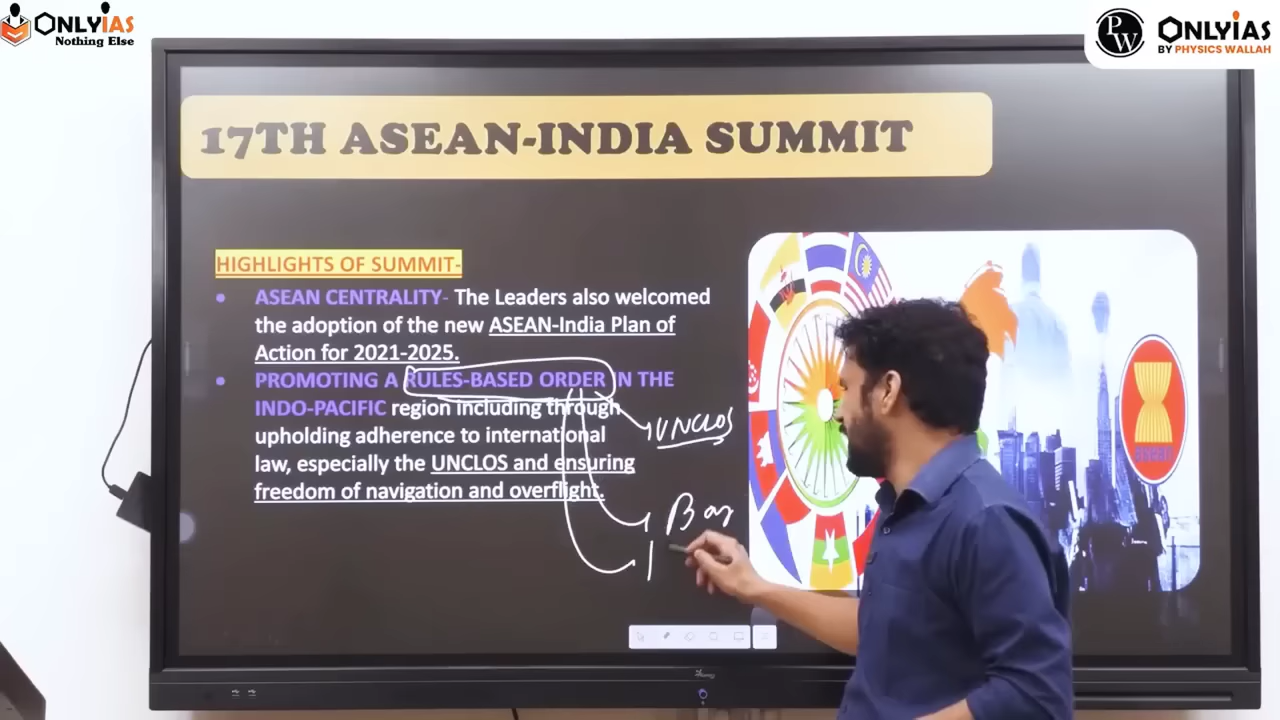 ONLYIAS
Nothing Else
PW
ONLYIAS
BY PHYSICS WALLAH
17TH ASEAN-INDIA SUMMIT
HIGHLIGHTS OF SUMMIT-
• ASEAN CENTRALITY- The Leaders also welcomed
the adoption of the new ASEAN-India Plan of
Action for 2021-2025.
• PROMOTING A RULES-BASED ORDER IN THE
INDO-PACIFIC region including through
upholding adherence to international
law, especially the UNCLOS and ensuring
freedom of navigation and overflight.
UNCLOS
asean